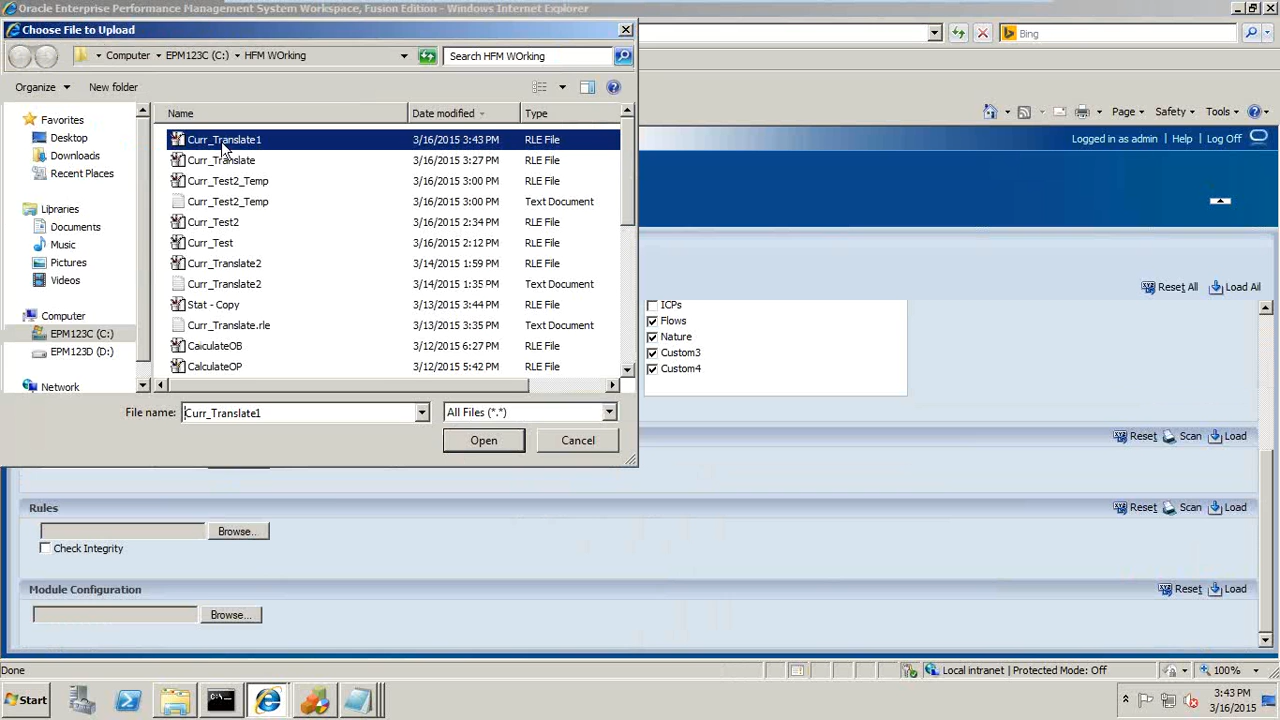 Oracle Enterprise Performance Management System Workspace, Fusion Edition - Windows Internet Explorer
Choose File to Upload
Computer EPM123C (C:) HFM WOrking
Search HFM WOrking
Bing
Organize New folder
Page Safety Tools
Favorites
Desktop
Downloads
Recent Places
Libraries
Documents
Music
Pictures
Videos
Computer
EPM123C (C:)
EPM123D (D:)
Network
Name Date modified Type
Curr_Translate1 3/16/2015 3:43 PM RLE File
Curr_Translate 3/16/2015 3:27 PM RLE File
Curr_Test2_Temp 3/16/2015 3:00 PM RLE File
Curr_Test2_Temp 3/16/2015 3:00 PM Text Document
Curr_Test2 3/16/2015 2:34 PM RLE File
Curr_Test 3/16/2015 2:12 PM RLE File
Curr_Translate2 3/14/2015 1:59 PM RLE File
Curr_Translate2 3/14/2015 1:35 PM Text Document
Stat - Copy 3/13/2015 3:44 PM RLE File
Curr_Translate.rle 3/13/2015 3:35 PM Text Document
CaiculateOB 3/12/2015 6:27 PM RLE File
CalculateOP 3/12/2015 5:42 PM RLE File
File name: Curr_Translate1 All Files (*.*)
Open Cancel
Logged in as admin Help Log Off
Reset All Load All
ICPs
Flows
Nature
Custom3
Custom4
Reset Scan Load
Rules Reset Scan Load
Browse..
Check Integrity
Module Configuration Reset Load
Browse...
Done Local intranet | Protected Mode: Off 100%
Start 3:43 PM
3/16/2015